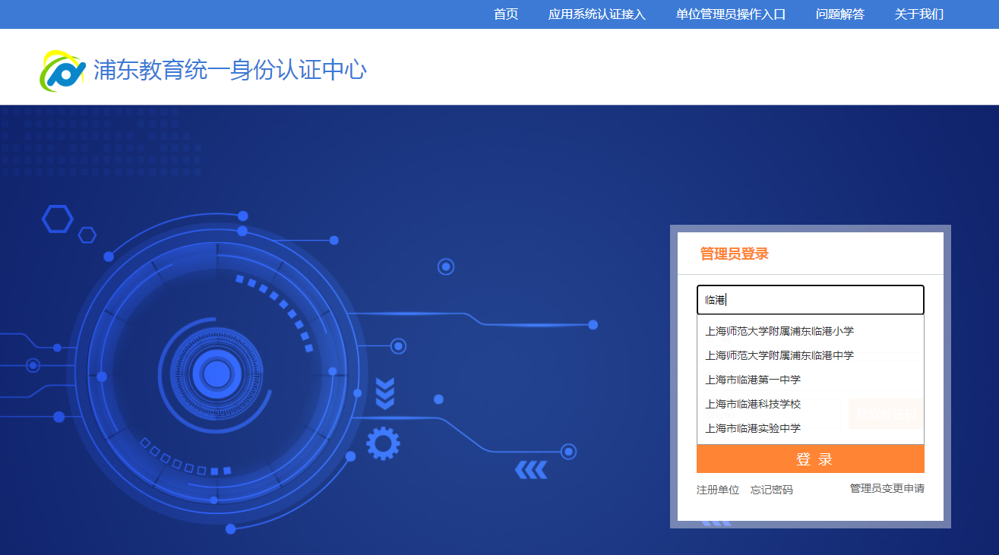 首页 应用系统认证接入 单位管理员操作入口 问题解答 关于我们
浦东教育统一身份认证中心
管理员登录
临港
上海师范大学附属浦东临港小学
上海师范大学附属浦东临港中学
上海市临港第一中学
上海市临港科技学校
获取验证码
上海市临港实验中学
登 录
注册单位 忘记密码 管理员变更申请